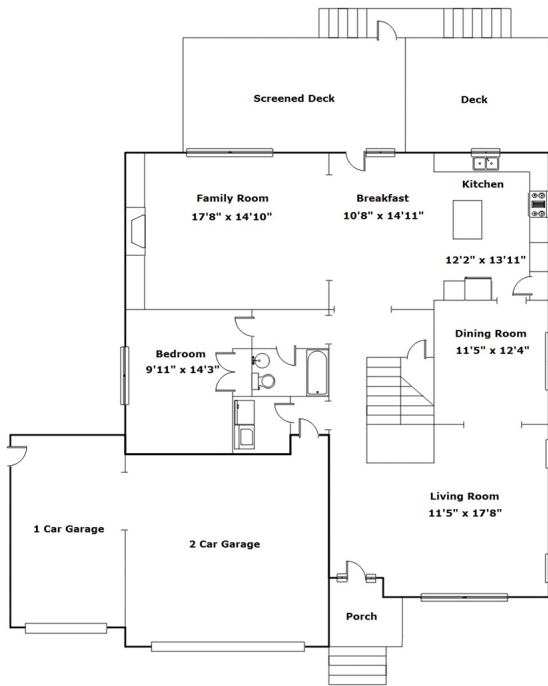 Screened Deck
Deck
Family Room
17'8" x 14'10"
Breakfast
10'8" x 14'11"
Kitchen
12'2" x 13'11"
Dining Room
11'5" x 12'4"
Bedroom
9'11" x 14'3"
Living Room
11'5" x 17'8"
1 Car Garage
2 Car Garage
Porch